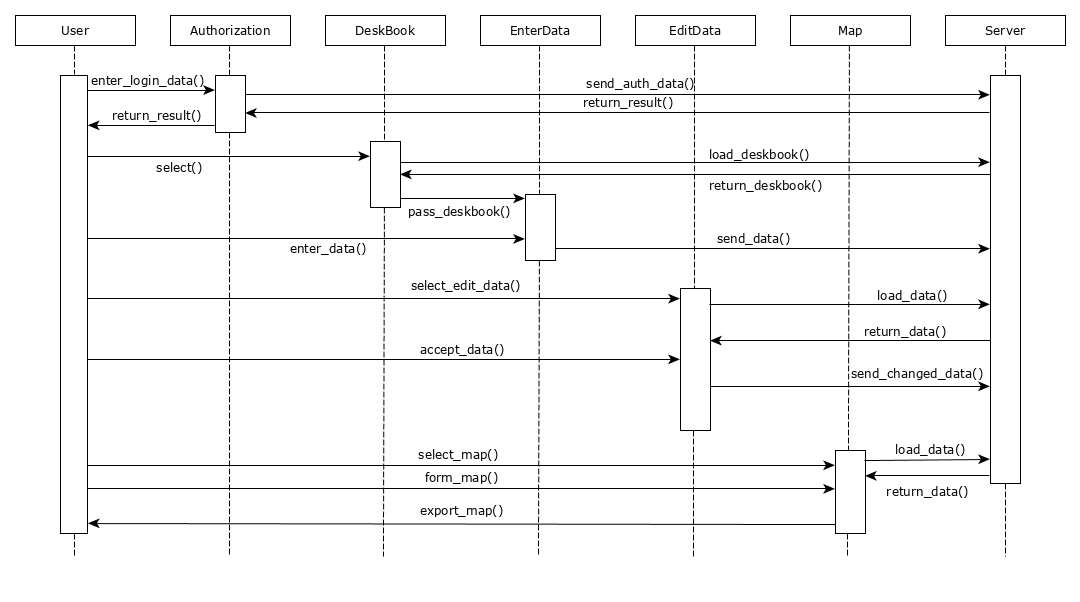 User
Authorization
DeskBook
EnterData
EditData
Map
Server
enter_login_data()
send_auth_data()
return_result()
return_result()
select()
load_deskbook()
return_deskbook()
pass_deskbook()
enter_data()
send_data()
select_edit_data()
load_data()
return_data()
accept_data()
send_changed_data()
select_map()
load_data()
form_map()
return_data()
export_map()